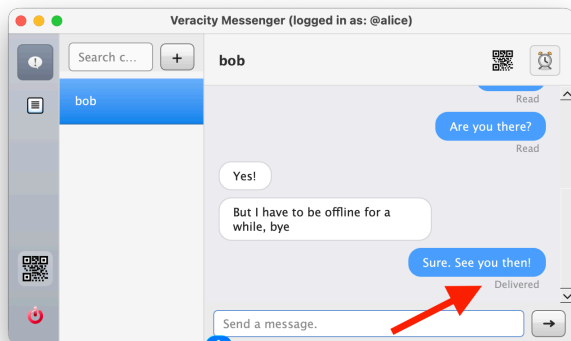 Veracity Messenger (logged in as: @alice)
Search c...
+
bob
bob
Read
Are you there?
Read
Yes!
But I have to be offline for a
while, bye
Sure. See you then!
Delivered
Send a message.